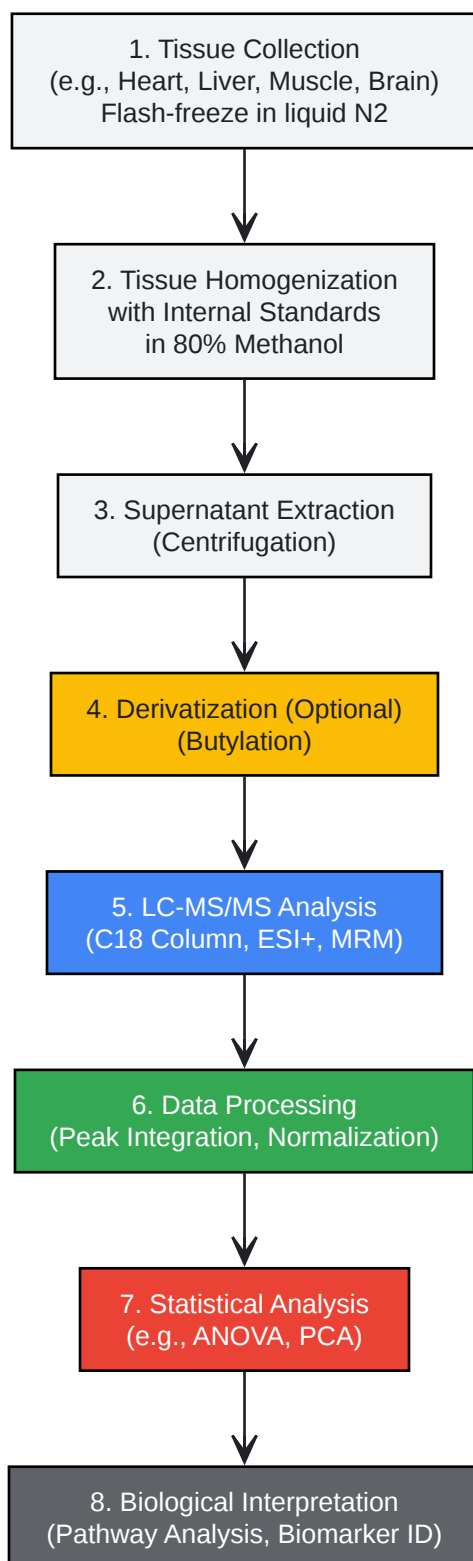 1. Tissue Collection
(e.g., Heart, Liver, Muscle, Brain)
Flash-freeze in liquid N2
2. Tissue Homogenization
with Internal Standards
in 80% Methanol
3. Supernatant Extraction
(Centrifugation)
4. Derivatization (Optional)
(Butylation)
5. LC-MS/MS Analysis
(C18 Column, ESI+, MRM)
6. Data Processing
(Peak Integration, Normalization)
7. Statistical Analysis
(e.g., ANOVA, PCA)
8. Biological Interpretation
(Pathway Analysis, Biomarker ID)